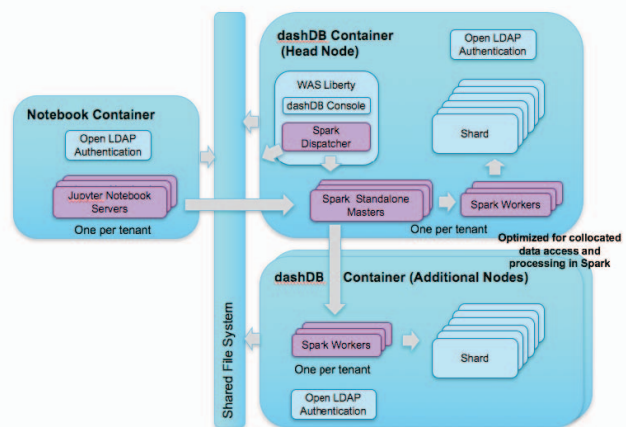 dashDB Container
(Head Node)
Open LDAP
Authentication
WAS Liberty
dashDB Console
Spark
Dispatcher
Shard
Notebook Container
Open LDAP
Authentication
Jupyter Notebook
Servers
One per tenant
Spark Standalone
Masters
One per tenant
Spark Workers
Optimized for collocated
data access and
processing in Spark
dashDB Container (Additional Nodes)
Spark Workers
One per tenant
Shard
Open LDAP
Authentication
Shared File System